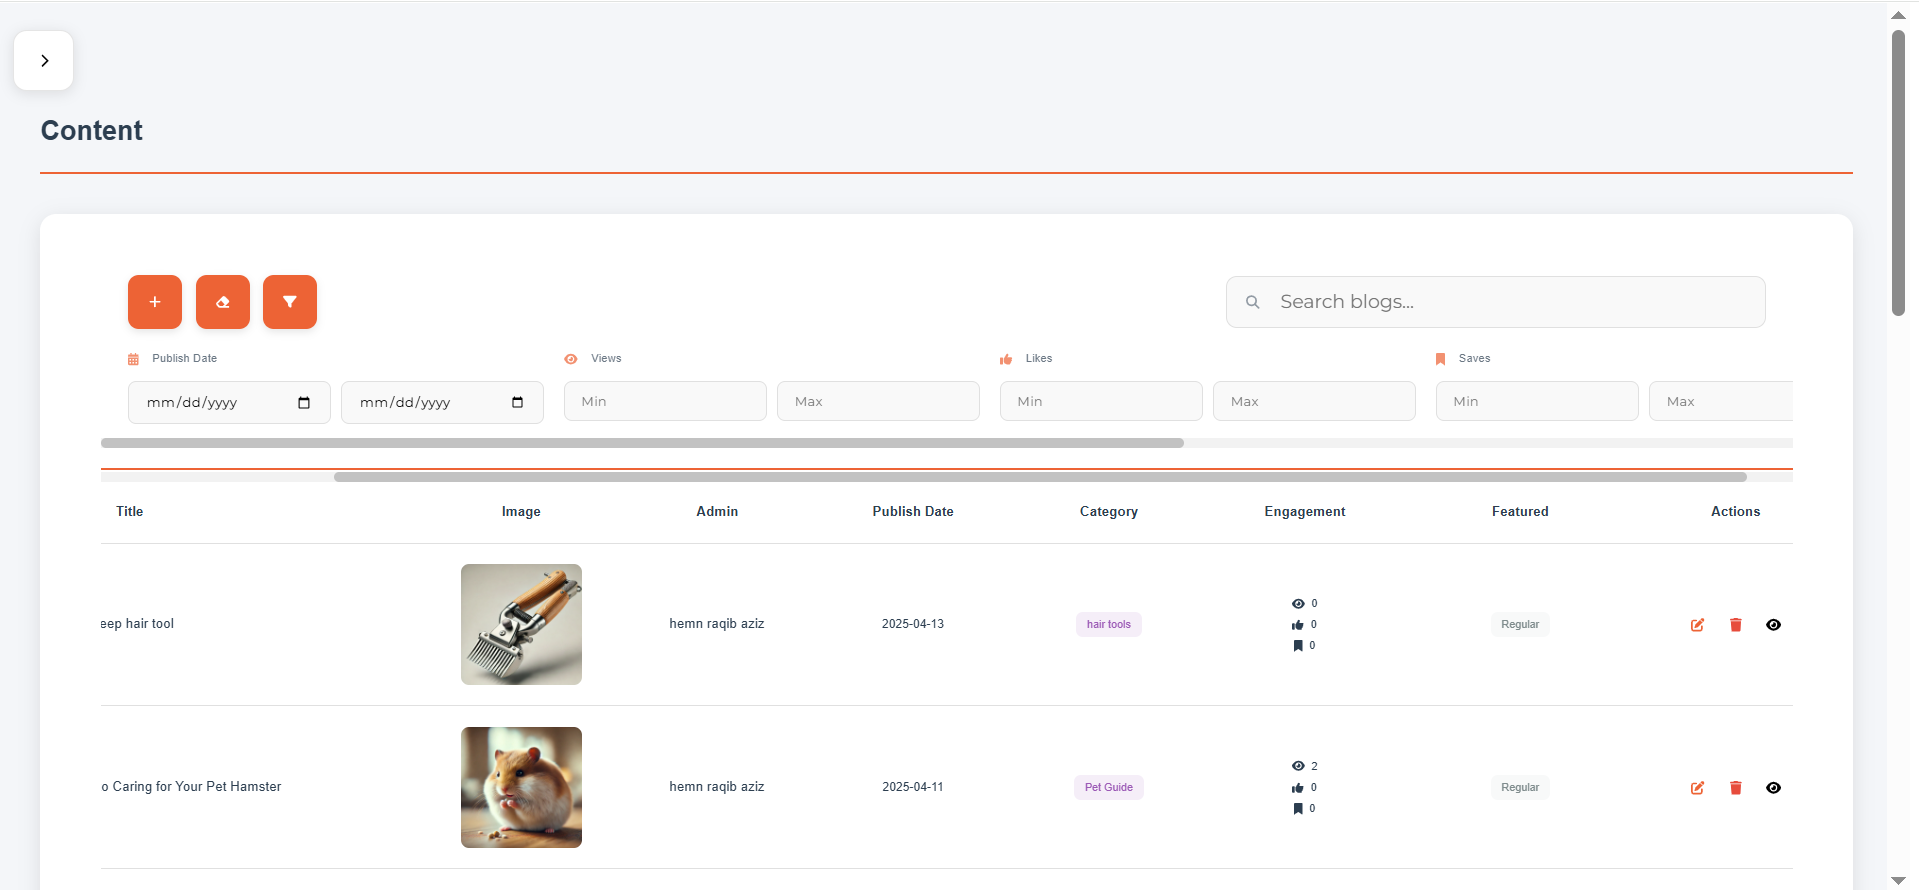 Content
Search blogs...
Publish Date Views Likes Saves
mm/dd/yyyy mm/dd/yyyy Min Max Min Max Min Max
Title Image Admin Publish Date Category Engagement Featured Actions
0
eep hair tool hemn raqib aziz 2025-04-13 hair tools 0 Regular
0
2
o Caring for Your Pet Hamster hemn raqib aziz 2025-04-11 Pet Guide 0 Regular
0